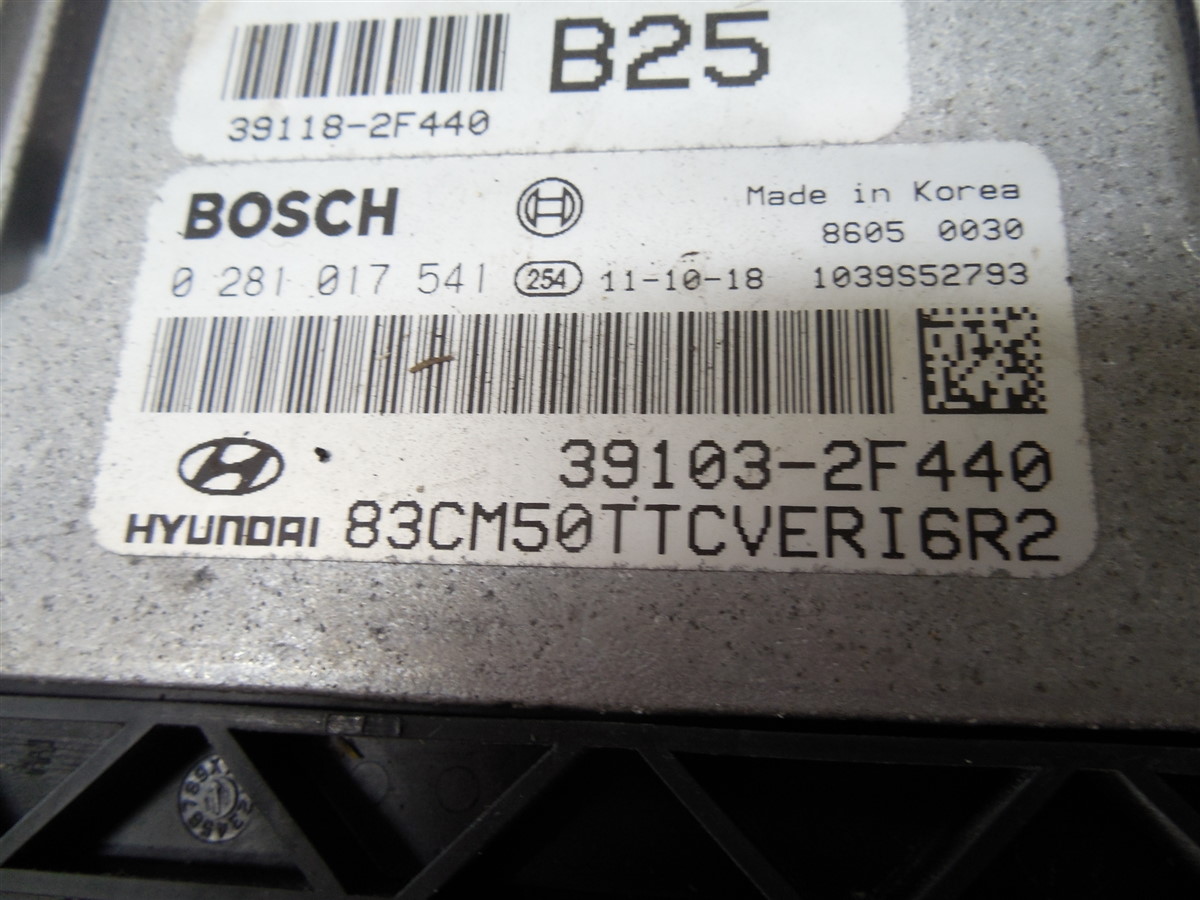 B25
39118-2F440
BOSCH
Made in Korea
8605 0030
0 281 017 541 254 11-10-18 1039S52793
39103-2F440
HYUNDAI 83CM50TTCVERI6R2